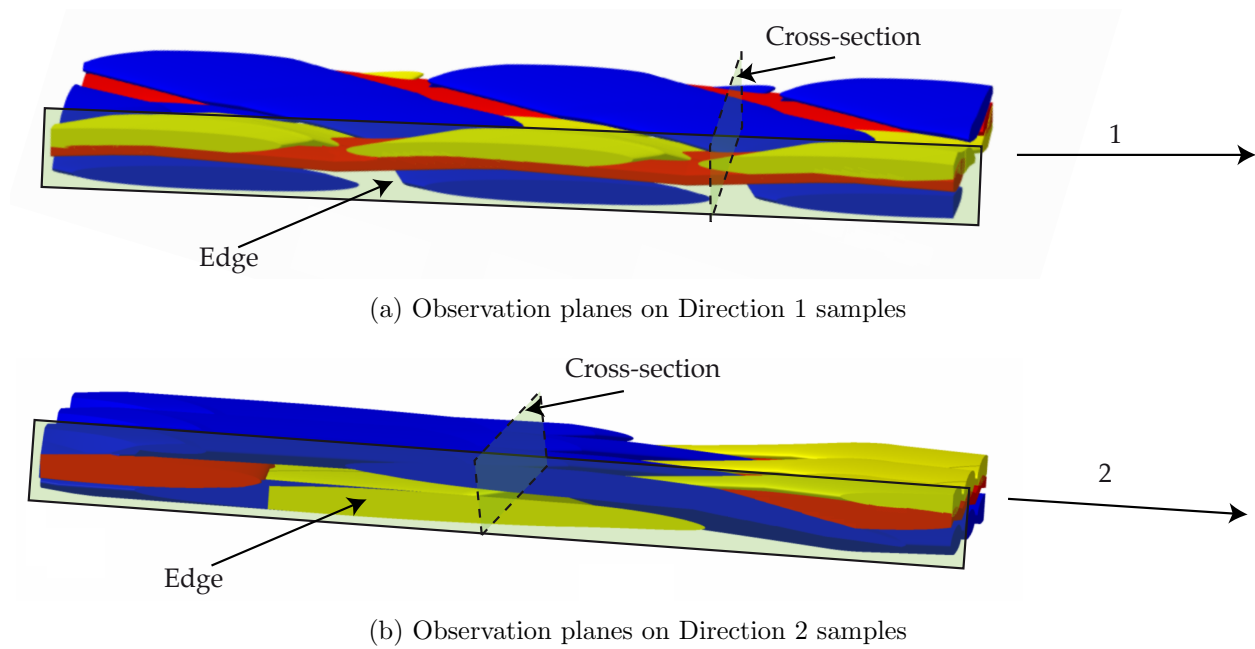 Cross-section
1
Edge
(a) Observation planes on Direction 1 samples
Cross-section
2
Edge
(b) Observation planes on Direction 2 samples